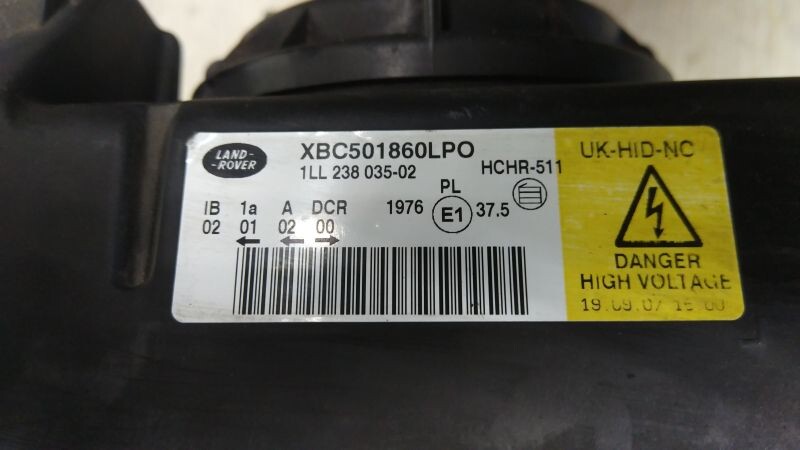 LAND-
-ROVER
XBC501860LPO
1LL 238 035-02
HCHR-511
PL
IB 1a A DCR
02 01 02 00
1976 E1 37.5
UK-HID-NC
DANGER
HIGH VOLTAGE
19.09.07 15:00